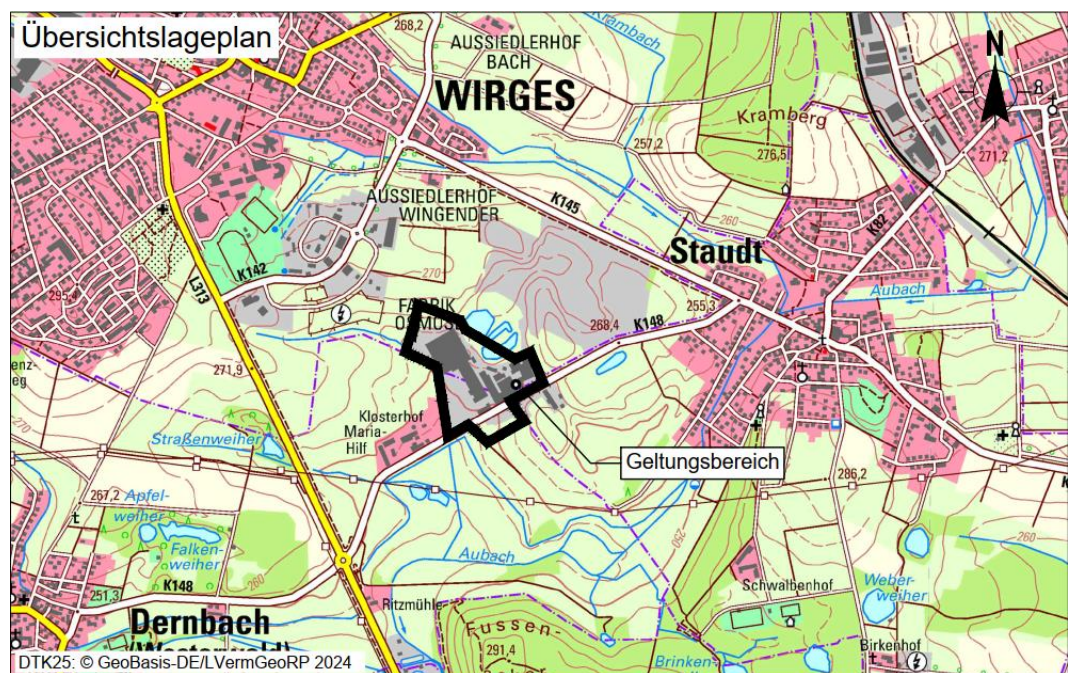 Übersichtslageplan
268,2
Krambach
AUSSIEDLERHOF
BACH
WIRGES
N
Kramberg
276,5
257,2
271,2
AUSSIEDLERHOF
WINGENDER
K145
260
K82
Staudt
K142
L313
270
295,4
255,3
Aubach
FABRIK
268,4
K148
271,9
Klosterhof
Maria-
Hilf
Straßenweiher
Geltungsbereich
286,2
267,2
Apfel-
weiher
Falken-
weiher
260
260
260
Aubach
K148
251,3
Schwalbenhof
Weber-
weiher
Ritzmühle
Dernbach
(Westerwald)
Fussen-
291,4
Birkenhof
Brinken-
DTK25: © GeoBasis-DE/LVermGeoRP 2024